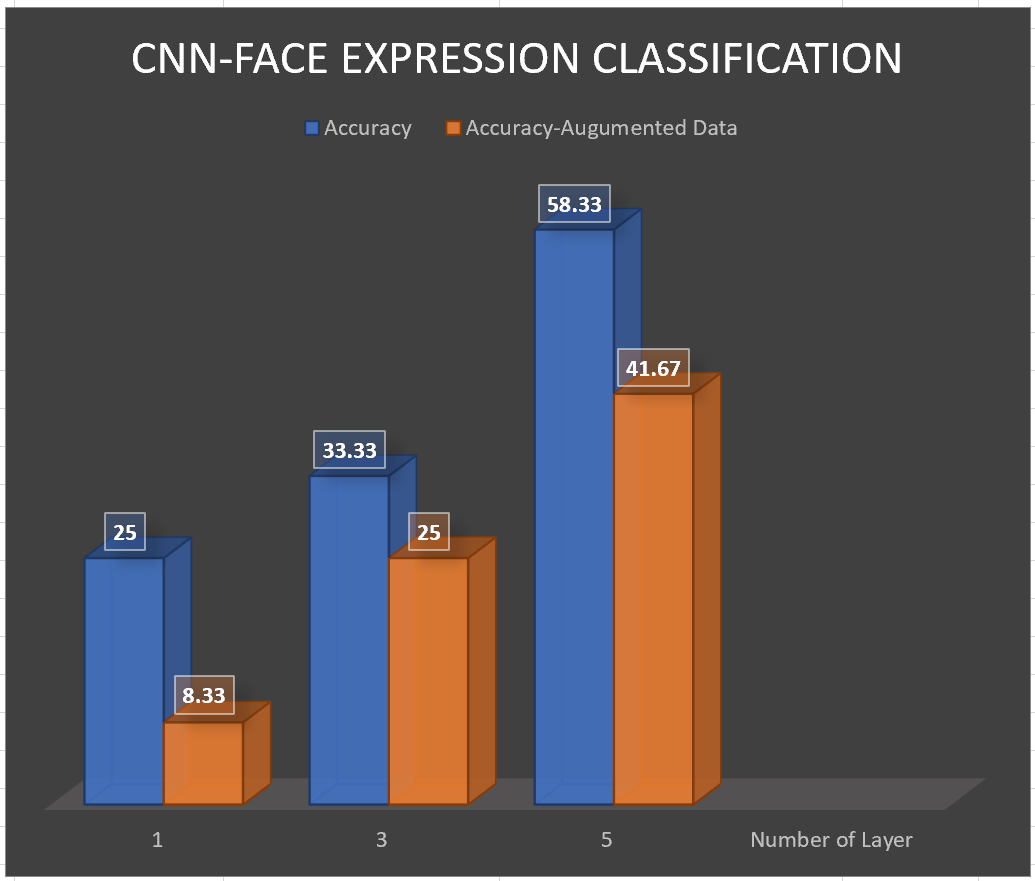 CNN-FACE EXPRESSION CLASSIFICATION
Accuracy Accuracy-Augumented Data
58.33
41.67
33.33
25 25
8.33
1 3 5 Number of Layer